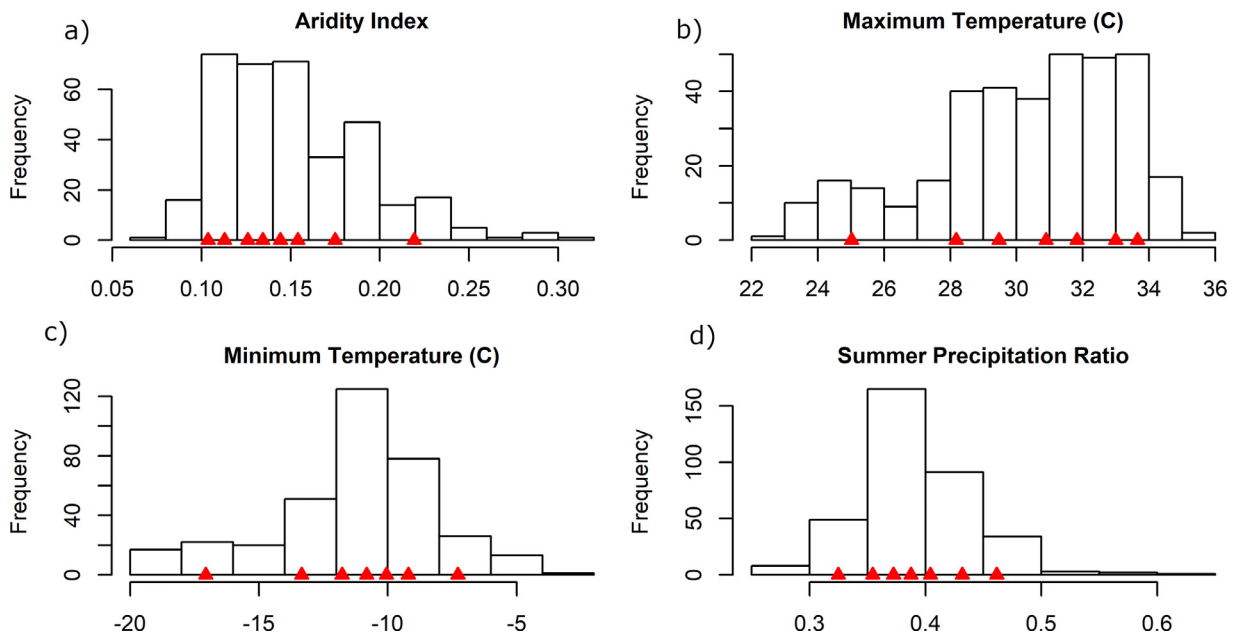 a)
Aridity Index
Frequency
0 20 40 60
0.05 0.10 0.15 0.20 0.25 0.30
b)
Maximum Temperature (C)
Frequency
0 20 40
22 24 26 28 30 32 34 36
c)
Minimum Temperature (C)
Frequency
0 40 80 120
-20 -15 -10 -5
d)
Summer Precipitation Ratio
Frequency
0 50 100 150
0.3 0.4 0.5 0.6